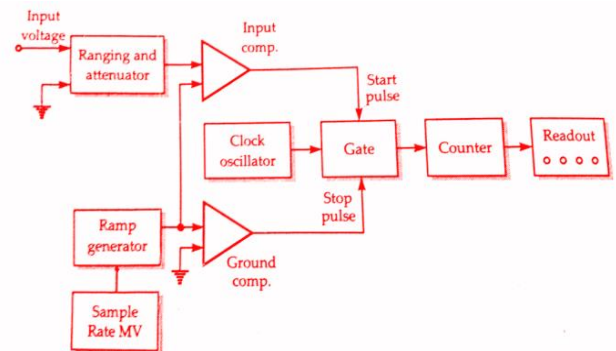 Input
voltage
Ranging and
attenuator
Input
comp.
Start
pulse
Clock
oscillator
Gate
Counter
Readout
Stop
pulse
Ramp
generator
Ground
comp.
Sample
Rate MV